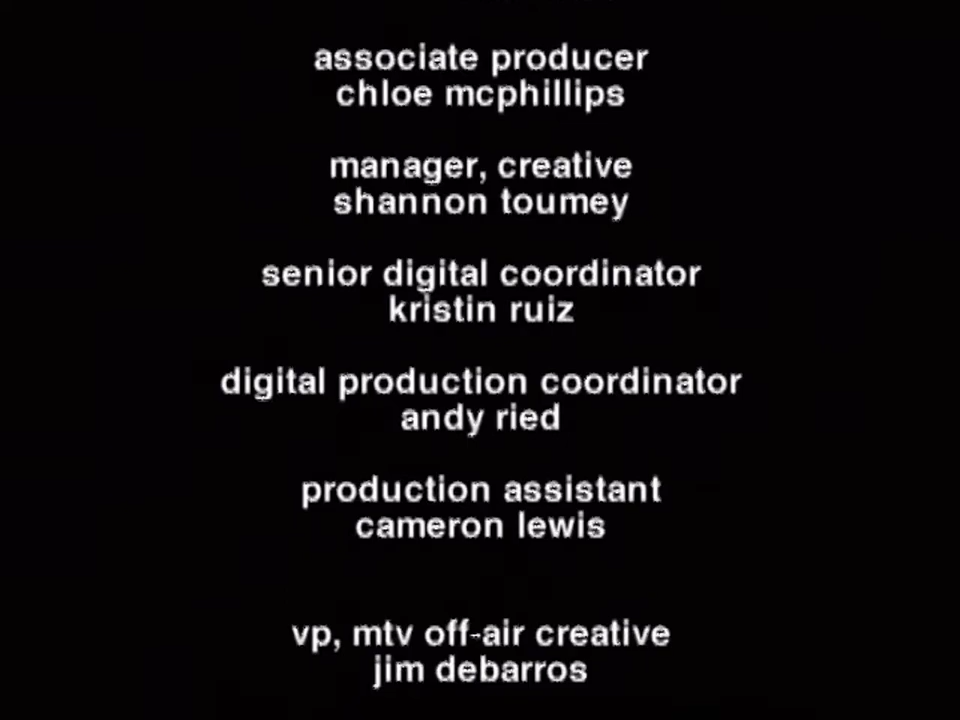 associate producer
chloe mcphillips
manager, creative
shannon toumey
senior digital coordinator
kristin ruiz
digital production coordinator
andy ried
production assistant
cameron lewis
vp, mtv off-air creative
jim debarros